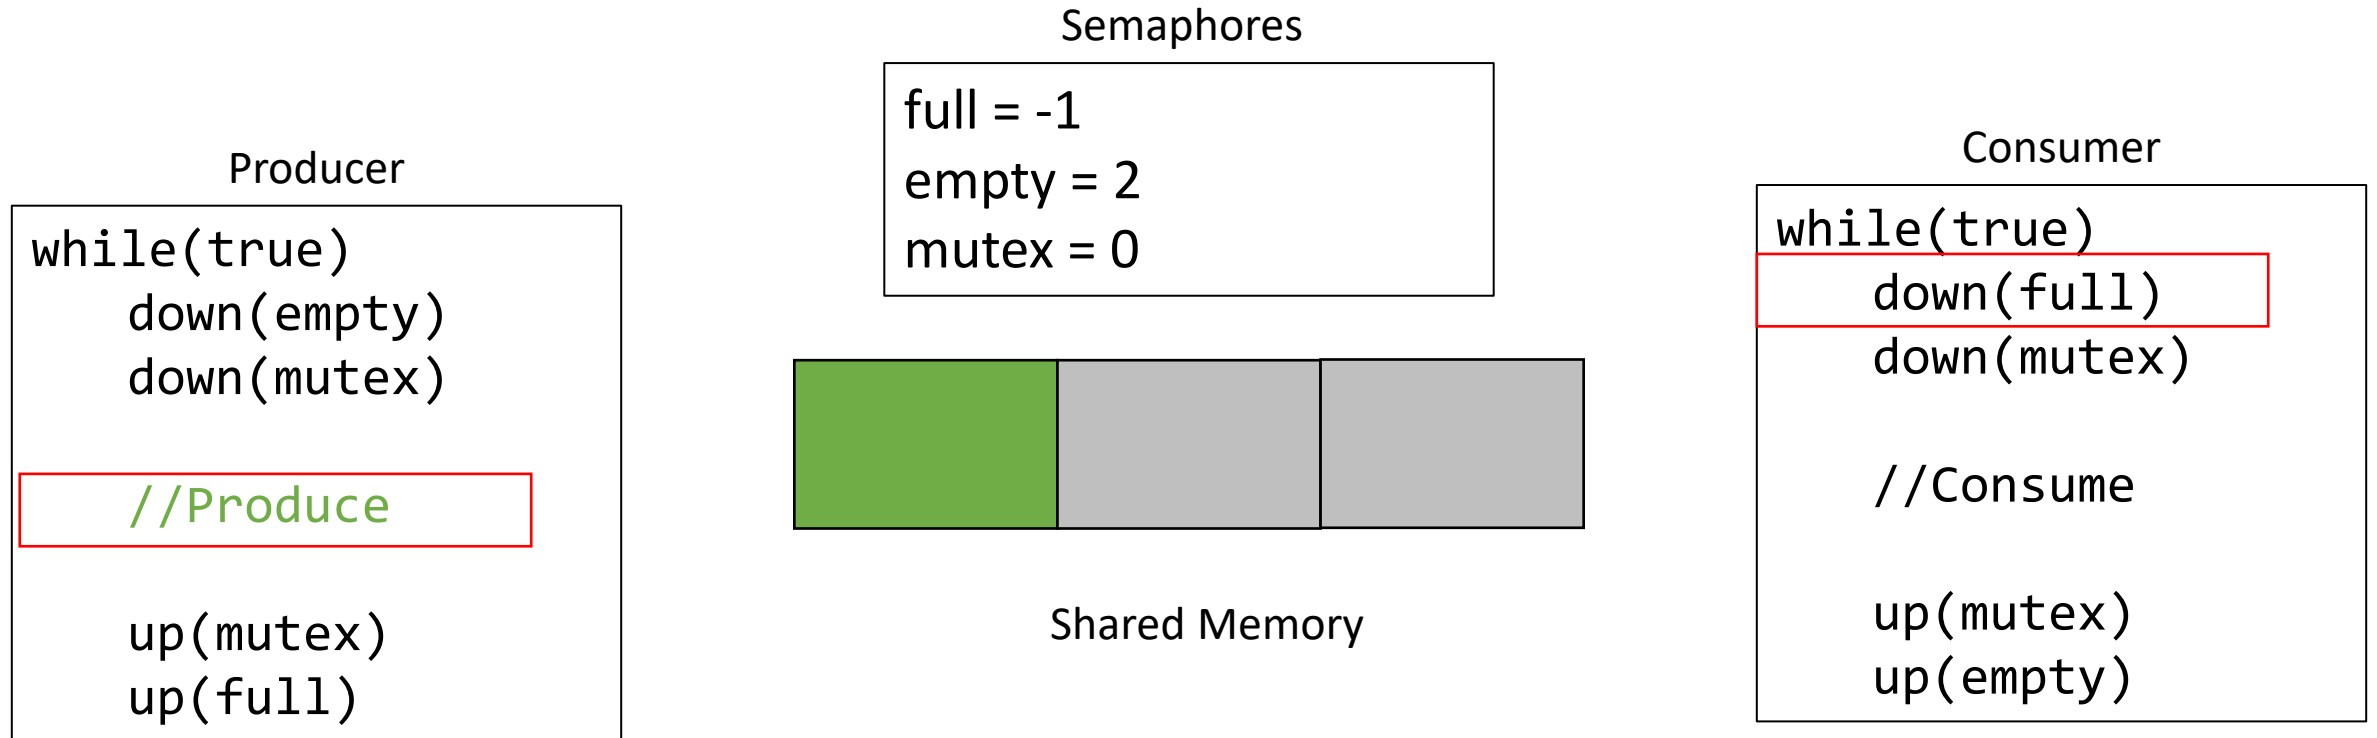 Semaphores
full = -1
empty = 2
mutex = 0
Producer
while(true)
down(empty)
down(mutex)
//Produce
up(mutex)
up(full)
Shared Memory
Consumer
while(true)
down(full)
down(mutex)
//Consume
up(mutex)
up(empty)